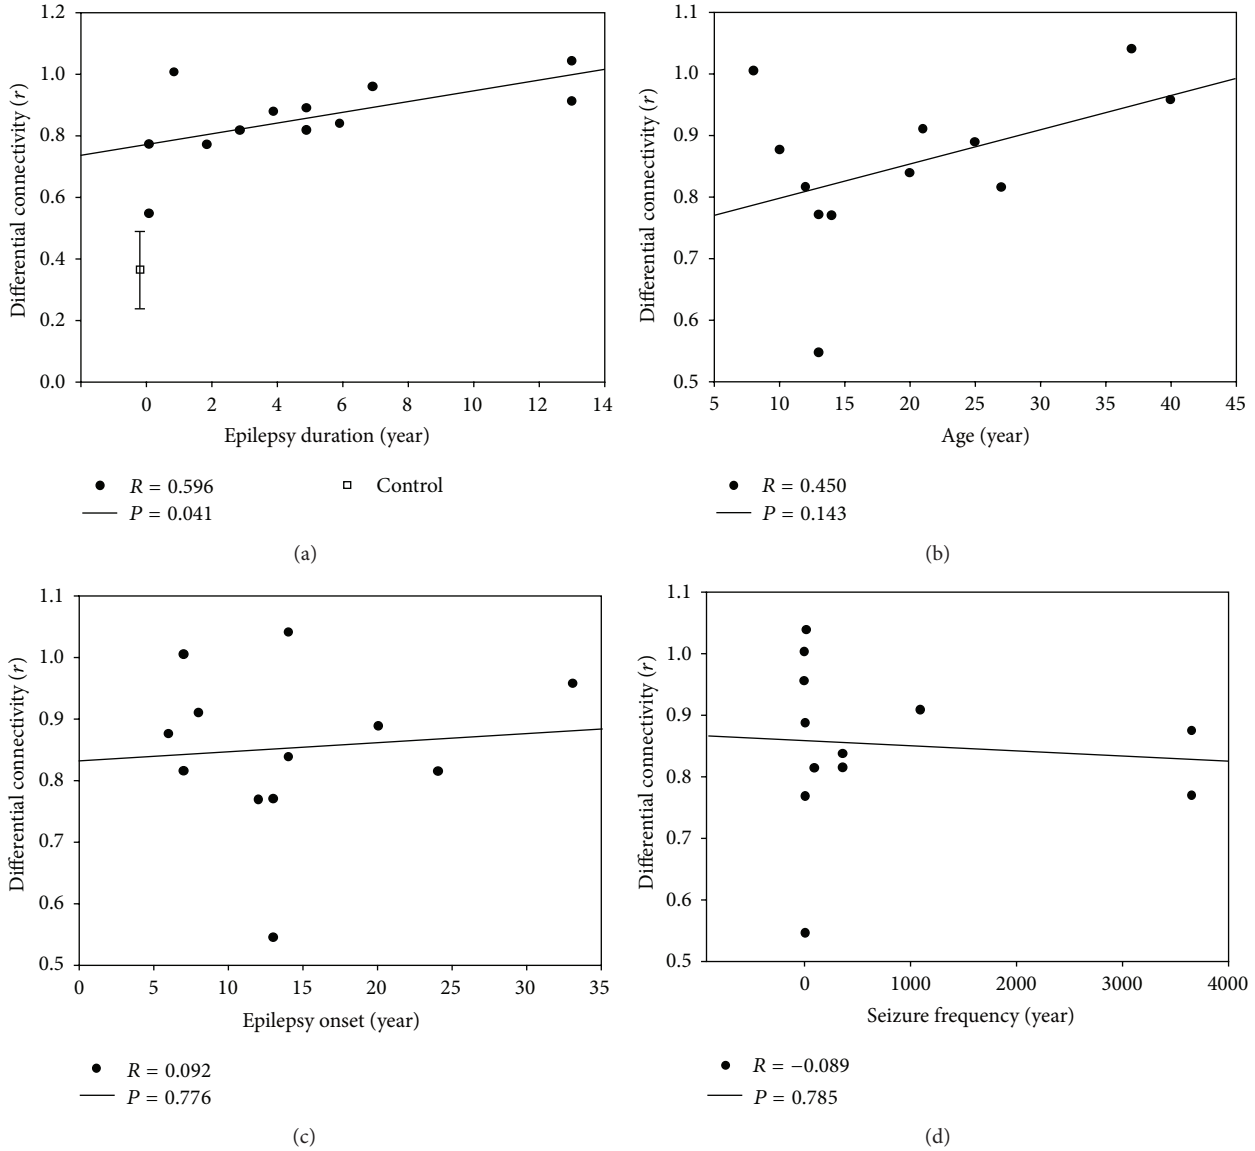 1.2
1.0
0.8
0.6
0.4
0.2
0.0
Differential connectivity (r)
0 2 4 6 8 10 12 14
Epilepsy duration (year)
R = 0.596
P = 0.041
Control
(a)
1.1
1.0
0.9
0.8
0.7
0.6
0.5
Differential connectivity (r)
5 10 15 20 25 30 35 40 45
Age (year)
R = 0.450
P = 0.143
(b)
1.1
1.0
0.9
0.8
0.7
0.6
0.5
Differential connectivity (r)
0 5 10 15 20 25 30 35
Epilepsy onset (year)
R = 0.092
P = 0.776
(c)
1.1
1.0
0.9
0.8
0.7
0.6
0.5
Differential connectivity (r)
0 1000 2000 3000 4000
Seizure frequency (year)
R = −0.089
P = 0.785
(d)